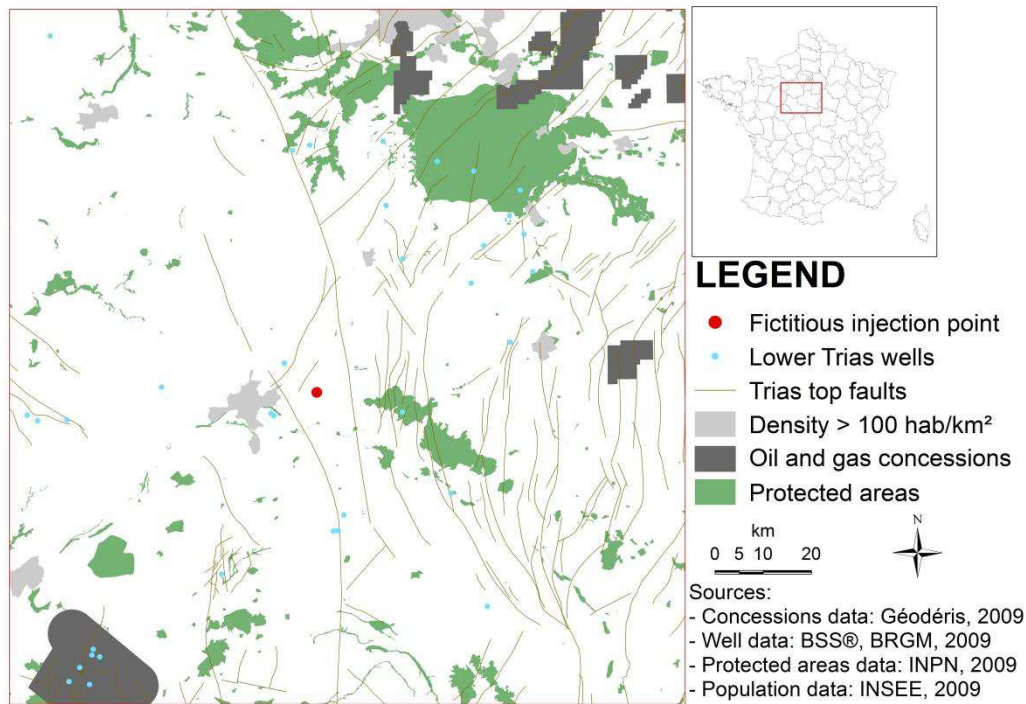 LEGEND
Fictitious injection point
Lower Trias wells
Trias top faults
Density > 100 hab/km²
Oil and gas concessions
Protected areas
km
N
0 5 10 20
Sources:
- Concessions data: Géodéris, 2009
- Well data: BSS®, BRGM, 2009
- Protected areas data: INPN, 2009
- Population data: INSEE, 2009